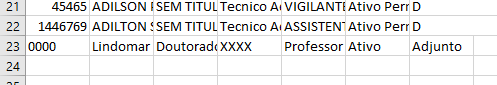 21 45465 ADILSON SEM TITUL Tecnico VIGILANTE Ativo Perr D
22 1446769 ADILTON SEM TITUL Tecnico ASSISTENT Ativo Perr D
23 0000 Lindomar Doutorado XXXX Professor Ativo Adjunto
24